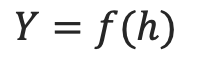 Y = f(h)